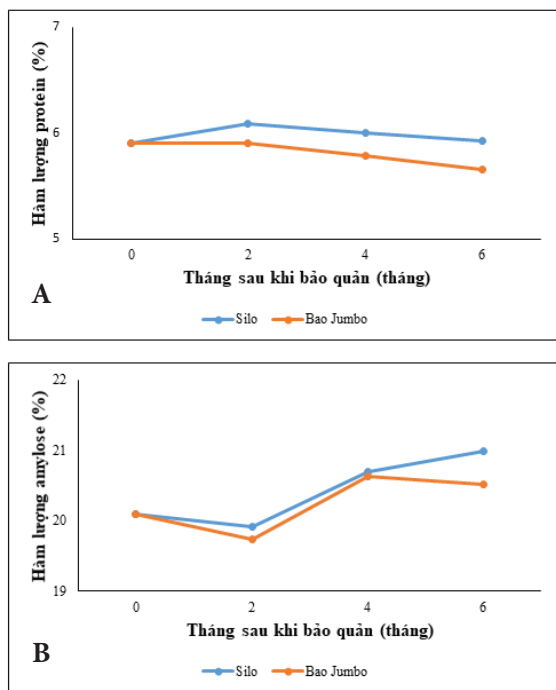 7
6
5
Hàm lượng protein (%)
0 2 4 6
Tháng sau khi bảo quản (tháng)
A
Silo Bao Jumbo
22
21
20
19
Hàm lượng amylose (%)
0 2 4 6
Tháng sau khi bảo quản (tháng)
B
Silo Bao Jumbo